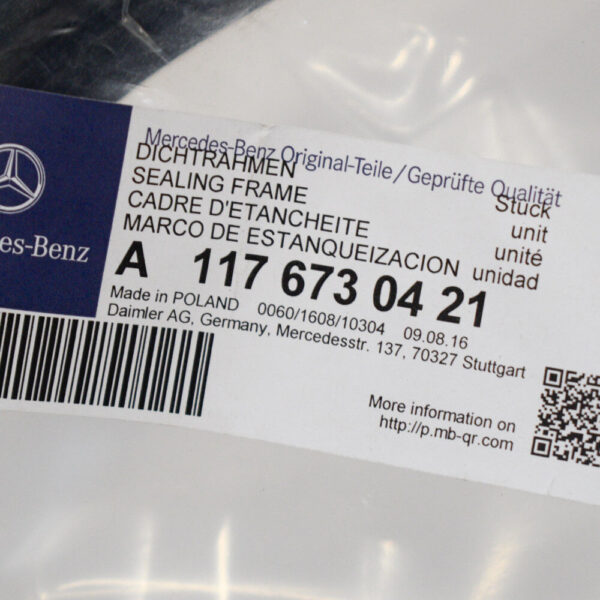 Mercedes-Benz Original-Teile/Geprüfte Qualität
DICHTRAHMEN Stück
SEALING FRAME unit
CADRE D'ETANCHEITE unité
MARCO DE ESTANQUEIZACION unidad
A 117 673 04 21
Made in POLAND 0060/1608/10304 09.08.16
Daimler AG, Germany, Mercedesstr. 137, 70327 Stuttgart
des-Benz
More information on
http://p.mb-qr.com